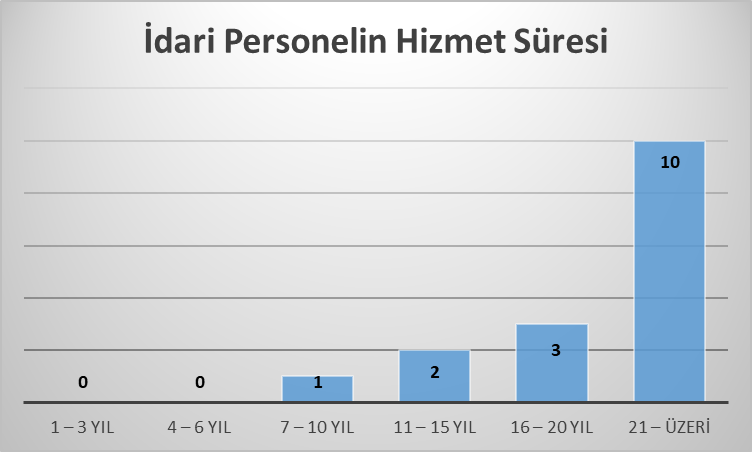 İdari Personelin Hizmet Süresi
10
3
2
1
0
0
1 – 3 YIL
4 – 6 YIL
7 – 10 YIL
11 – 15 YIL
16 – 20 YIL
21 – ÜZERİ